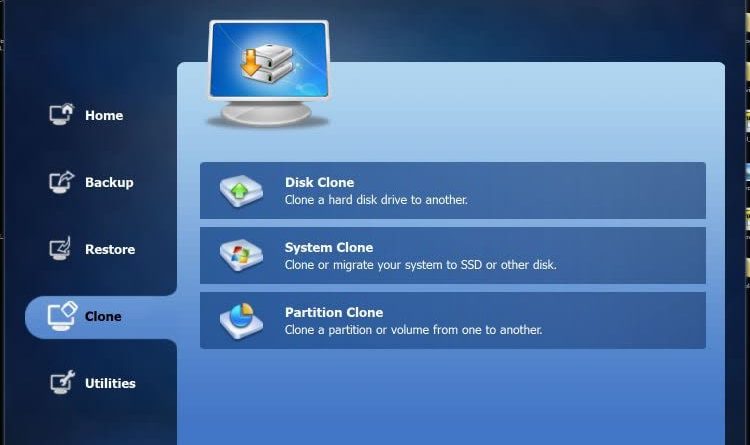 Home
Backup
Restore
Clone
Utilities
Disk Clone
Clone a hard disk drive to another.
System Clone
Clone or migrate your system to SSD or other disk.
Partition Clone
Clone a partition or volume from one to another.